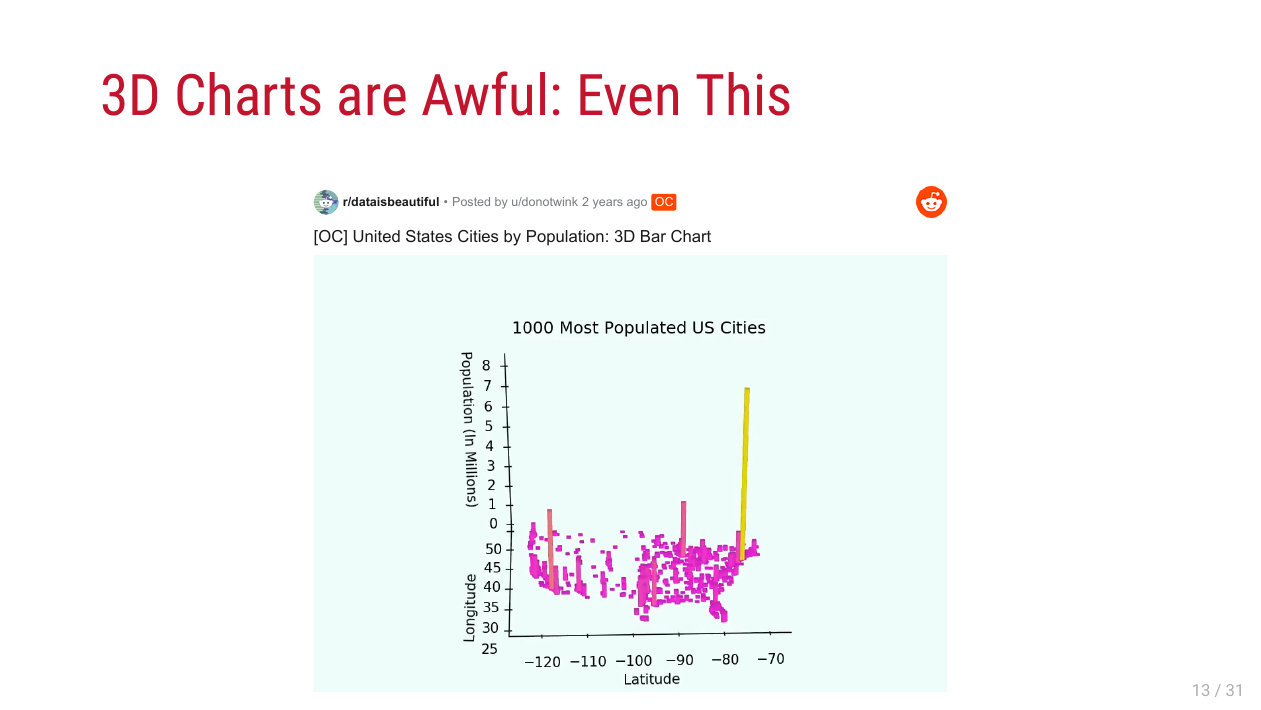 3D Charts are Awful: Even This
r/dataisbeautiful • Posted by u/donotwink 2 years ago OC
[OC] United States Cities by Population: 3D Bar Chart
1000 Most Populated US Cities
Population (In Millions)
8
7
6
5
4
3
2
1
0
Longitude
50
45
40
35
30
25
−120 −110 −100 −90 −80 −70
Latitude
13 / 31